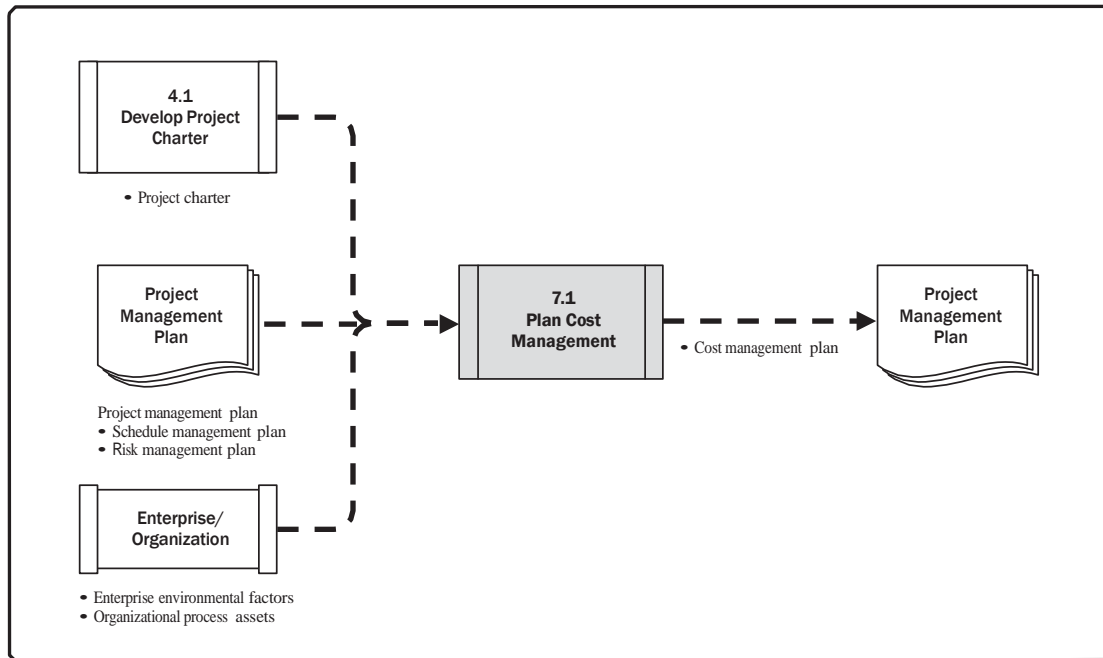 4.1
Develop Project
Charter
• Project charter
Project
Management
Plan
Project management plan
• Schedule management plan
• Risk management plan
Enterprise/
Organization
• Enterprise environmental factors
• Organizational process assets
7.1
Plan Cost
Management
• Cost management plan
Project
Management
Plan